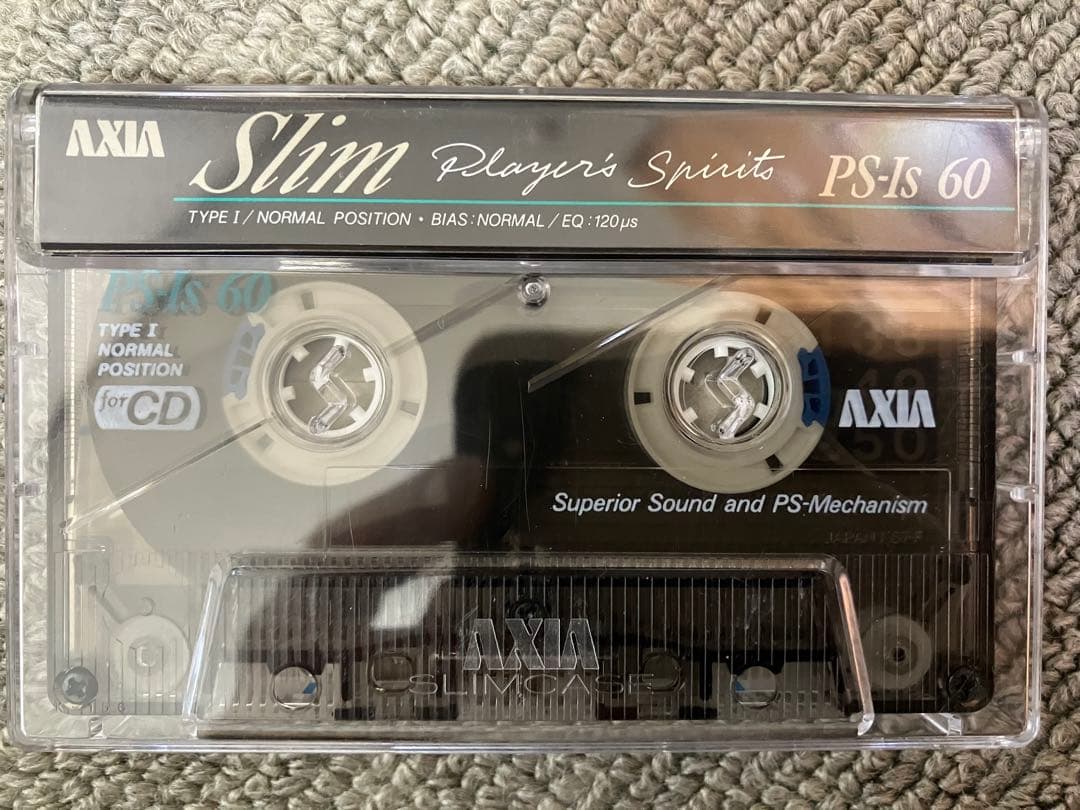 AXIA Slim Player's Spirits PS-Is 60
TYPE I / NORMAL POSITION • BIAS : NORMAL / EQ : 120µs
PS-Is 60
TYPE I
NORMAL
POSITION
for CD
AXIA
50
Superior Sound and PS-Mechanism
AXIA
SLIMCASE